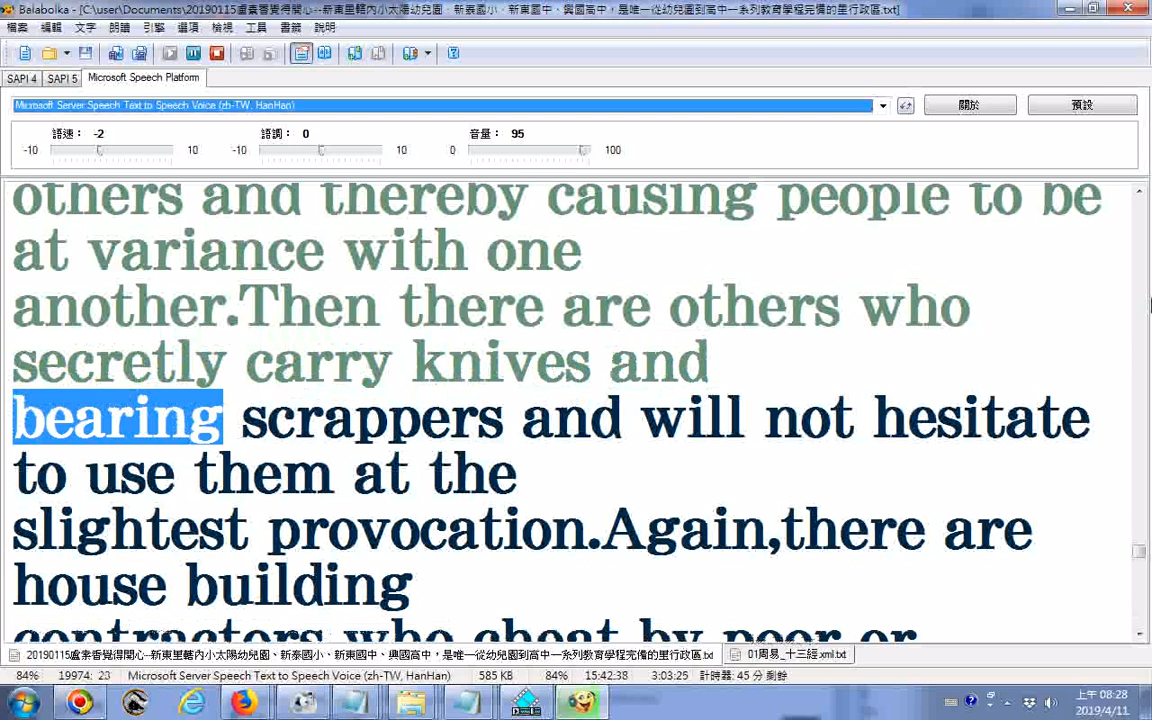 Balabolka - [C:\user\Documents\20190115盧素香覺得開心--新東里轄內小太陽幼兒園、新泰國小、新東國中、興國高中，是唯一從幼兒園到高中一系列教育學程完備的里行政區.txt]
檔案 編輯 文字 朗讀 引擎 選項 檢視 工具 書籤 說明
SAPI 4 SAPI 5 Microsoft Speech Platform
Microsoft Server Speech Text to Speech Voice (zh-TW, HanHan) 關於 預設
語速： -2 語調： 0 音量： 95
-10 10 -10 10 0 100
others and thereby causing people to be
at variance with one
another.Then there are others who
secretly carry knives and
bearing scrappers and will not hesitate
to use them at the
slightest provocation.Again,there are
house building
contractors who cheat by poor or
20190115盧素香覺得開心--新東里轄內小太陽幼兒園、新泰國小、新東國中、興國高中，是唯一從幼兒園到高中一系列教育學程完備的里行政區.txt 01周易_十三經.xml.txt
84% 19974: 23 Microsoft Server Speech Text to Speech Voice (zh-TW, HanHan) 585 KB 84% 15:42:38 3:03:25 計時器: 45 分 剩餘
上午 08:28
2019/4/11